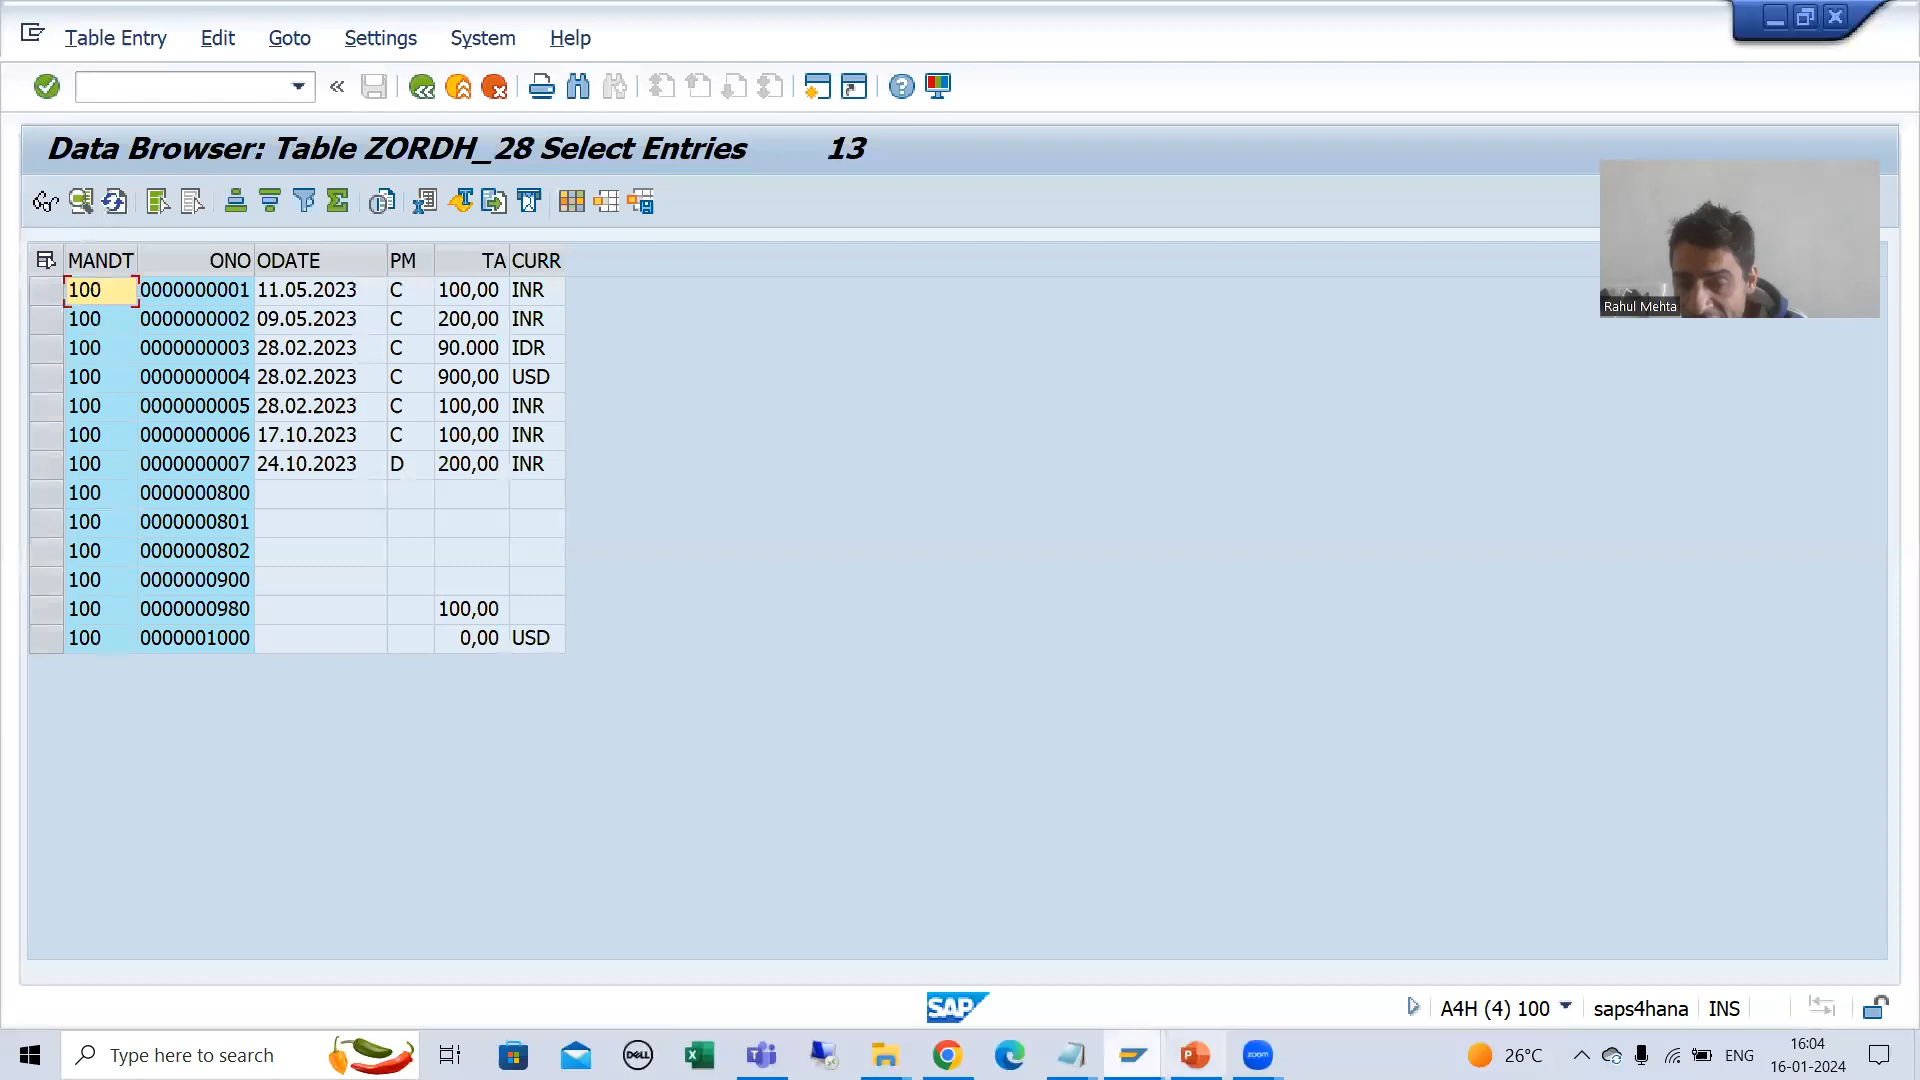 Table Entry Edit Goto Settings System Help
Data Browser: Table ZORDH_28 Select Entries 13
MANDT ONO ODATE PM TA CURR
100 0000000001 11.05.2023 C 100,00 INR
100 0000000002 09.05.2023 C 200,00 INR
100 0000000003 28.02.2023 C 90.000 IDR
100 0000000004 28.02.2023 C 900,00 USD
100 0000000005 28.02.2023 C 100,00 INR
100 0000000006 17.10.2023 C 100,00 INR
100 0000000007 24.10.2023 D 200,00 INR
100 0000000800
100 0000000801
100 0000000802
100 0000000900
100 0000000980 100,00
100 0000001000 0,00 USD
Rahul Mehta
SAP
A4H (4) 100 saps4hana INS
Type here to search
DELL
zoom
26°C
ENG
16:04
16-01-2024